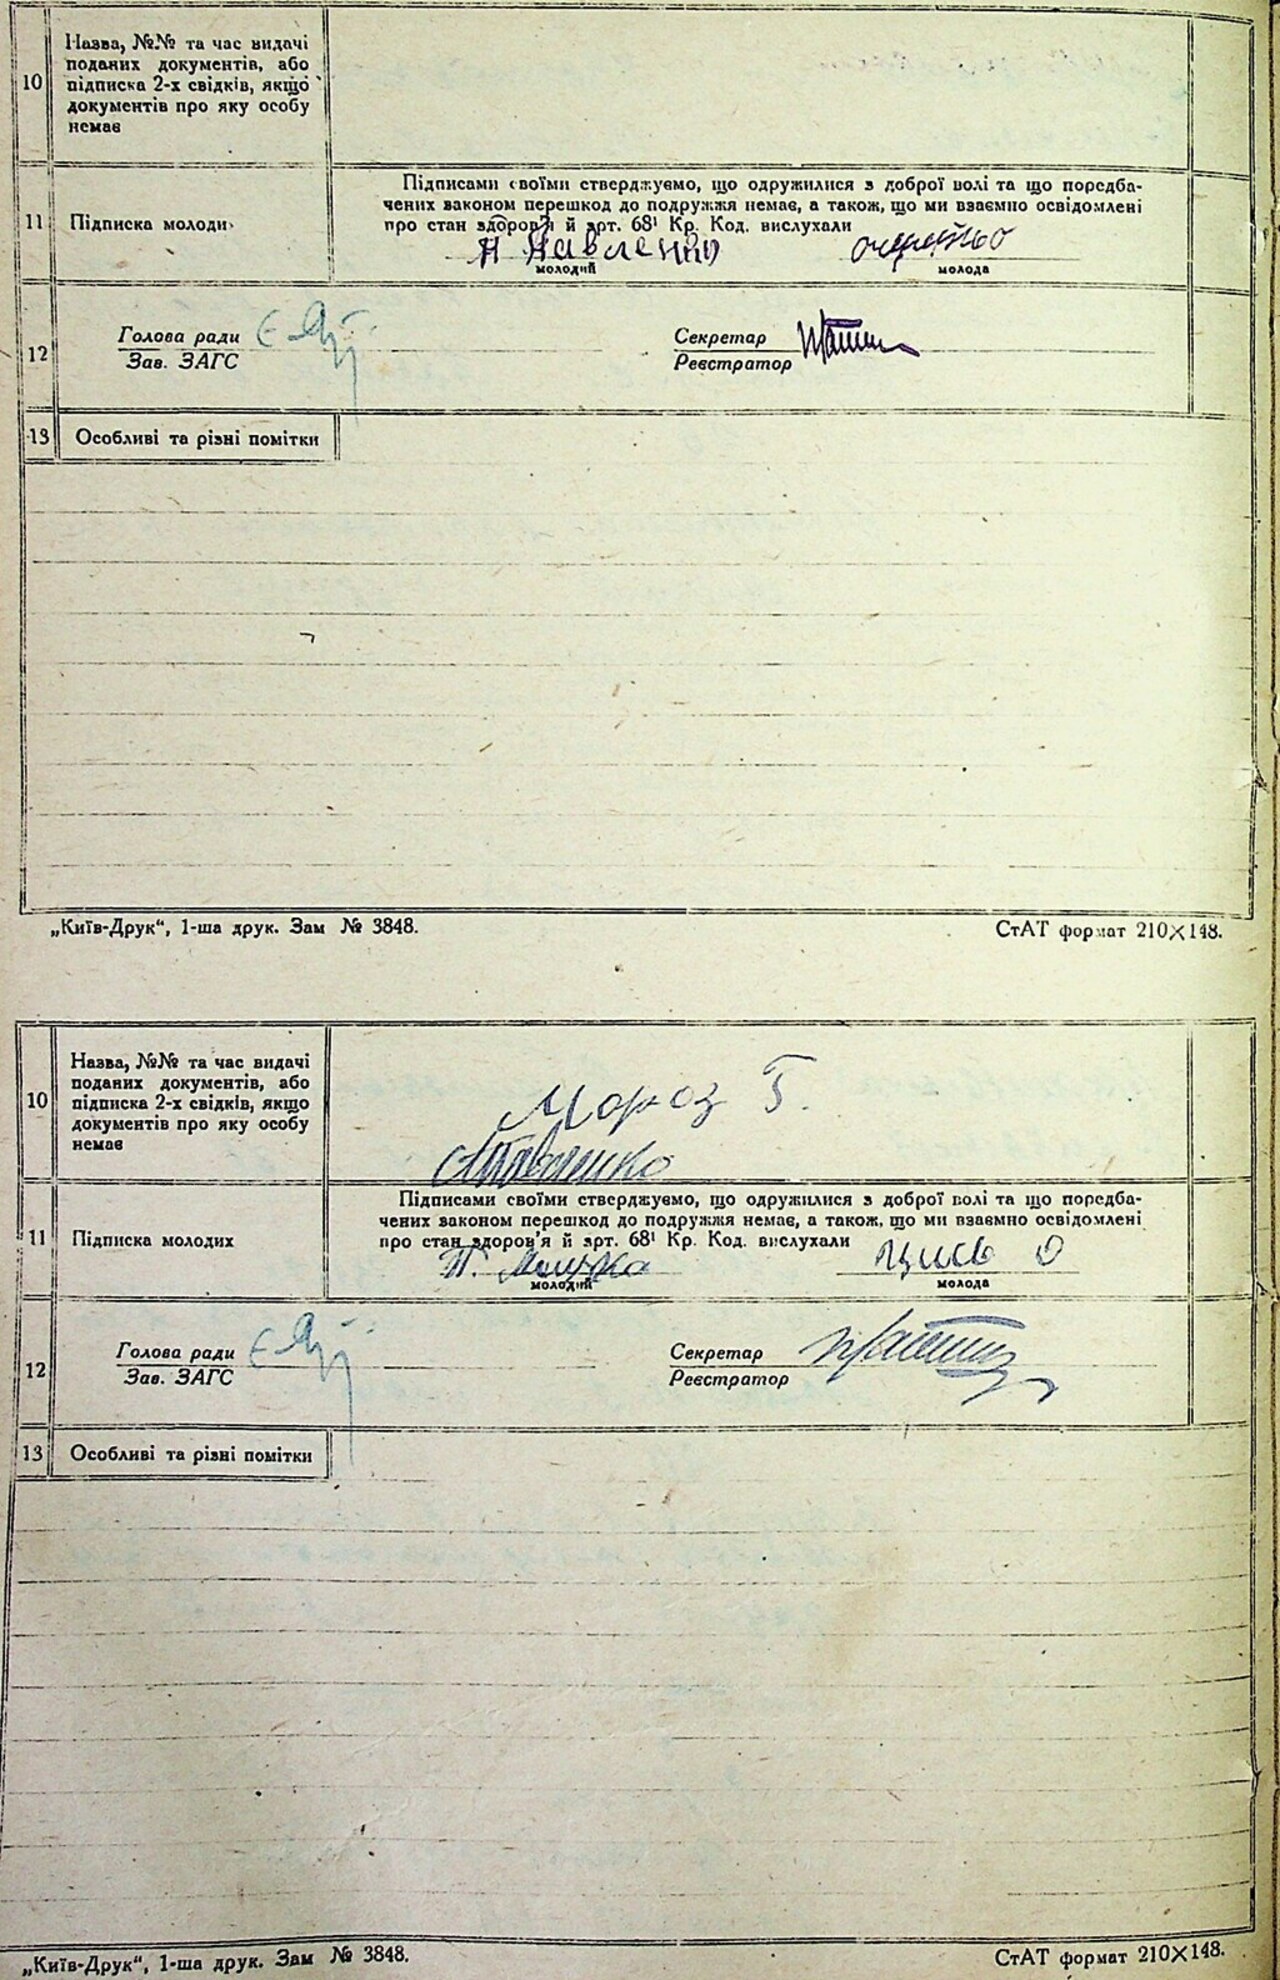 10
Назва, №№ та час видачі
поданих документів, або
підписка 2-х свідків, якщо
документів про яку особу
немає
Підписами своїми стверджуємо, що одружилися з доброї волі та що поредба-
чених законом перешкод до подружжя немає, а також, що ми взаємно освідомлені
про стан здоров'я й арт. 68¹ Кр. Код. вислухали
11
Підписка молоди
Павленко
молодий
молода
12
Голова ради
Зав. ЗАГС
Секретар
Реєстратор
13
Особливі та різні помітки
„Київ-Друк“, 1-ша друк. Зам № 3848.
СтАТ формат 210×148.
10
Назва, №№ та час видачі
поданих документів, або
підписка 2-х свідків, якщо
документів про яку особу
немає
Мороз Г.
Павленко
Підписами своїми стверджуємо, що одружилися з доброї волі та що поредба-
чених законом перешкод до подружжя немає, а також, що ми взаємно освідомлені
про стан здоров'я й арт. 68¹ Кр. Код. вислухали
11
Підписка молодих
молодий
Цись О
молода
12
Голова ради
Зав. ЗАГС
Секретар
Реєстратор
13
Особливі та різні помітки
„Київ-Друк“, 1-ша друк. Зам № 3848.
СтАТ формат 210×148.